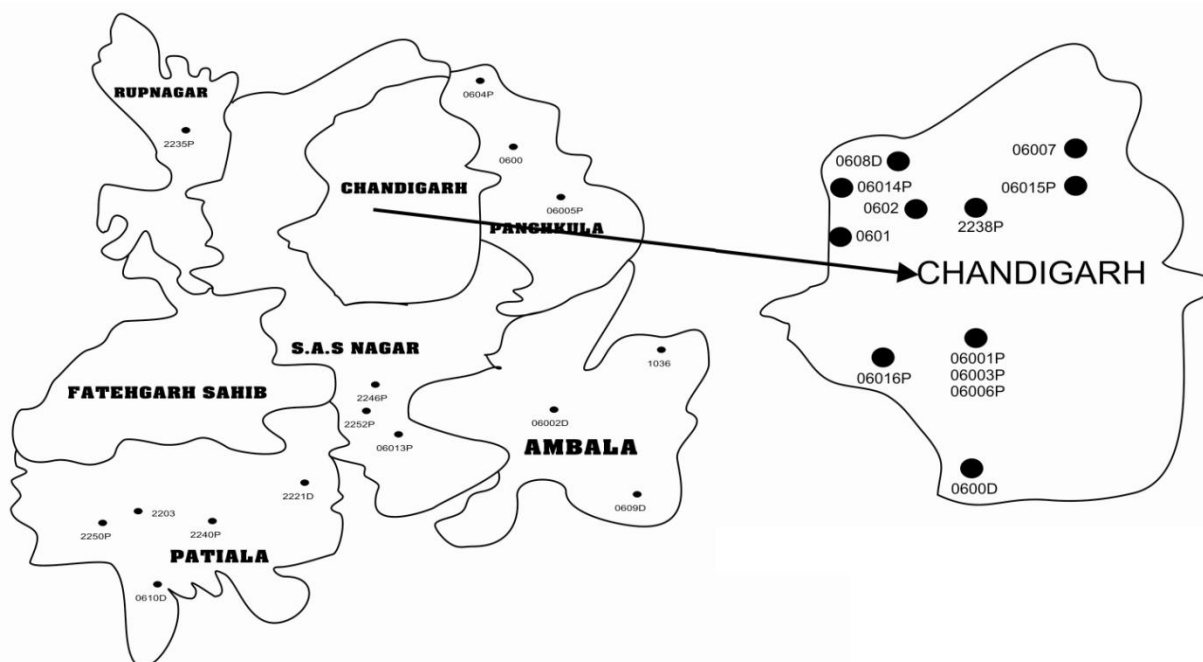 RUPNAGAR
2235P
0604P
0600
06005P
CHANDIGARH
PANCHKULA
S.A.S NAGAR
2246P
2252P
06013P
FATEHGARH SAHIB
1036
06002D
AMBALA
0609D
2221D
2203
2250P
2240P
PATIALA
0610D
0608D
06007
06014P
06015P
0602
2238P
0601
CHANDIGARH
06016P
06001P
06003P
06006P
0600D